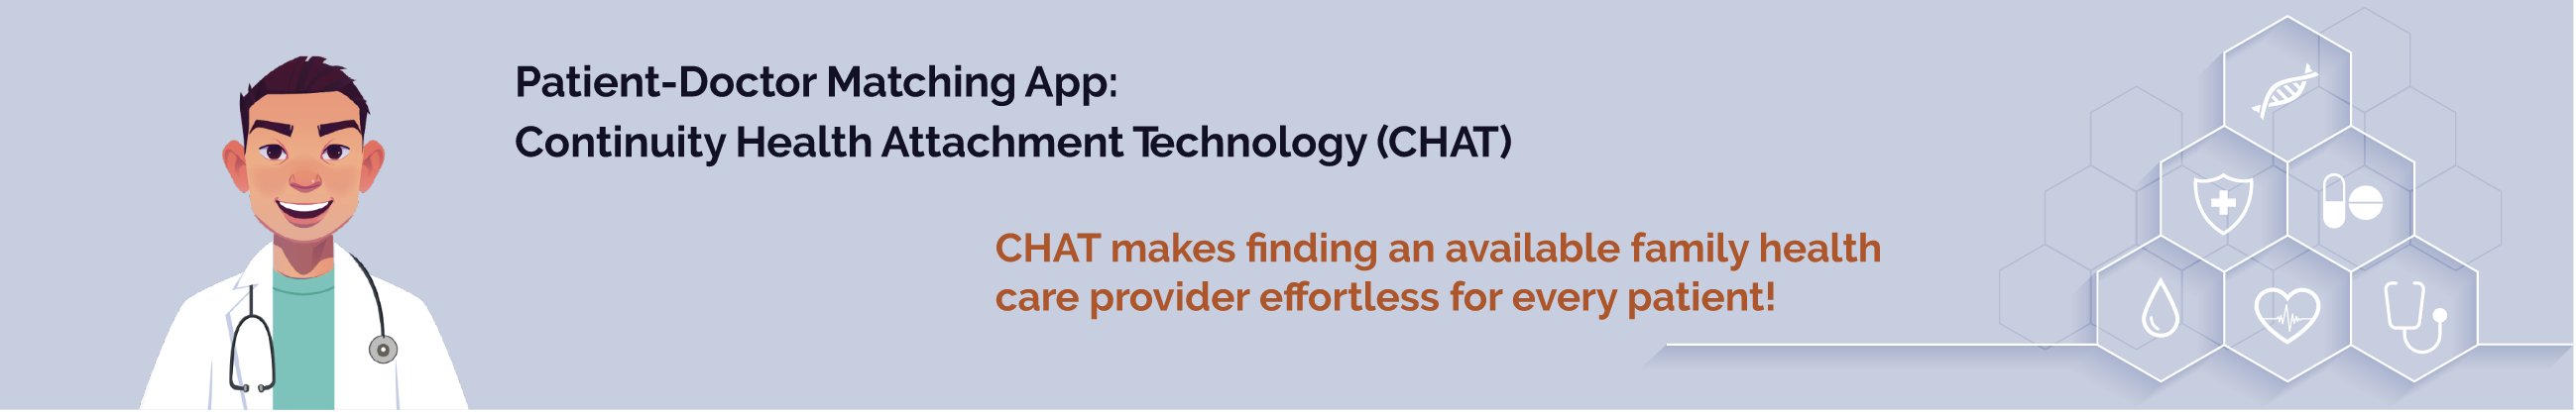 Patient-Doctor Matching App:
Continuity Health Attachment Technology (CHAT)
CHAT makes finding an available family health
care provider effortless for every patient!